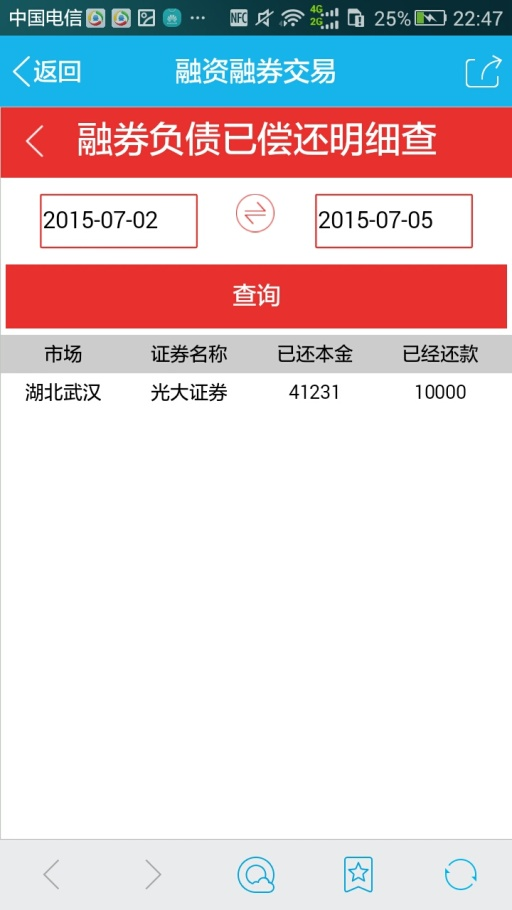 中国电信 ... NFC 4G 2G 25% 22:47
返回 融资融券交易
融券负债已偿还明细查
2015-07-02 2015-07-05
查询
市场 证券名称 已还本金 已经还款
湖北武汉 光大证券 41231 10000